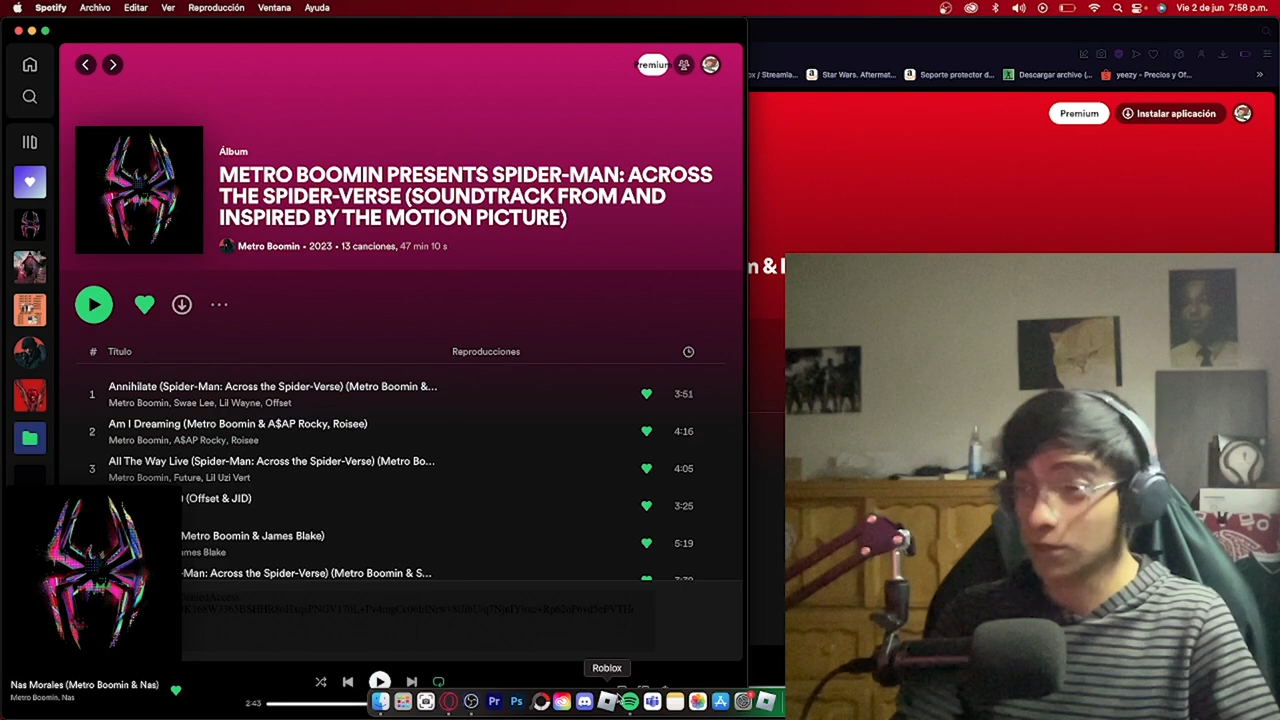 Spotify Archivo Editar Ver Reproducción Ventana Ayuda
Vie 2 de jun 7:58 p.m.
Premium
Álbum
METRO BOOMIN PRESENTS SPIDER-MAN: ACROSS
THE SPIDER-VERSE (SOUNDTRACK FROM AND
INSPIRED BY THE MOTION PICTURE)
Metro Boomin • 2023 • 13 canciones, 47 min 10 s
# Título Reproducciones
1 Annihilate (Spider-Man: Across the Spider-Verse) (Metro Boomin &... 3:51
Metro Boomin, Swae Lee, Lil Wayne, Offset
2 Am I Dreaming (Metro Boomin & A$AP Rocky, Roisee) 4:16
Metro Boomin, A$AP Rocky, Roisee
3 All The Way Live (Spider-Man: Across the Spider-Verse) (Metro Bo... 4:05
Metro Boomin, Future, Lil Uzi Vert
(Offset & JID) 3:25
Metro Boomin & James Blake) 5:19
mes Blake
-Man: Across the Spider-Verse) (Metro Boomin & S...
Nas Morales (Metro Boomin & Nas)
Metro Boomin, Nas
2:43
Roblox
Pr Ps
ox / Streamla... Star Wars. Aftermat... Soporte protector d... Descargar archivo (... yeezy - Precios y Of... »
Premium Instalar aplicación
m &